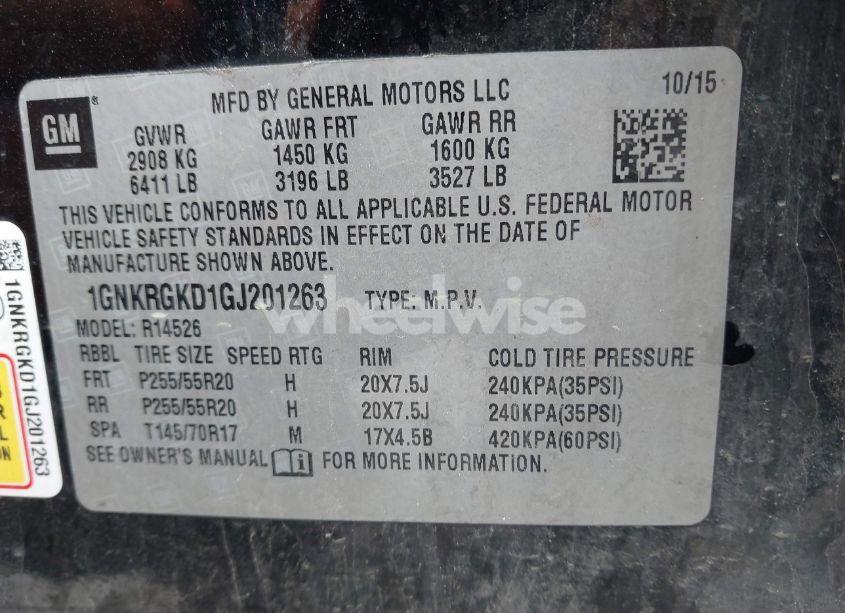 MFD BY GENERAL MOTORS LLC 10/15
GM ®
GVWR GAWR FRT GAWR RR
2908 KG 1450 KG 1600 KG
6411 LB 3196 LB 3527 LB
THIS VEHICLE CONFORMS TO ALL APPLICABLE U.S. FEDERAL MOTOR
VEHICLE SAFETY STANDARDS IN EFFECT ON THE DATE OF
MANUFACTURE SHOWN ABOVE.
1GNKRGKD1GJ201263 TYPE: M.P.V.
wheelwise
MODEL: R14526
RBBL TIRE SIZE SPEED RTG RIM COLD TIRE PRESSURE
FRT P255/55R20 H 20X7.5J 240KPA(35PSI)
RR P255/55R20 H 20X7.5J 240KPA(35PSI)
SPA T145/70R17 M 17X4.5B 420KPA(60PSI)
SEE OWNER'S MANUAL FOR MORE INFORMATION.
1GNKRGKD1GJ201263